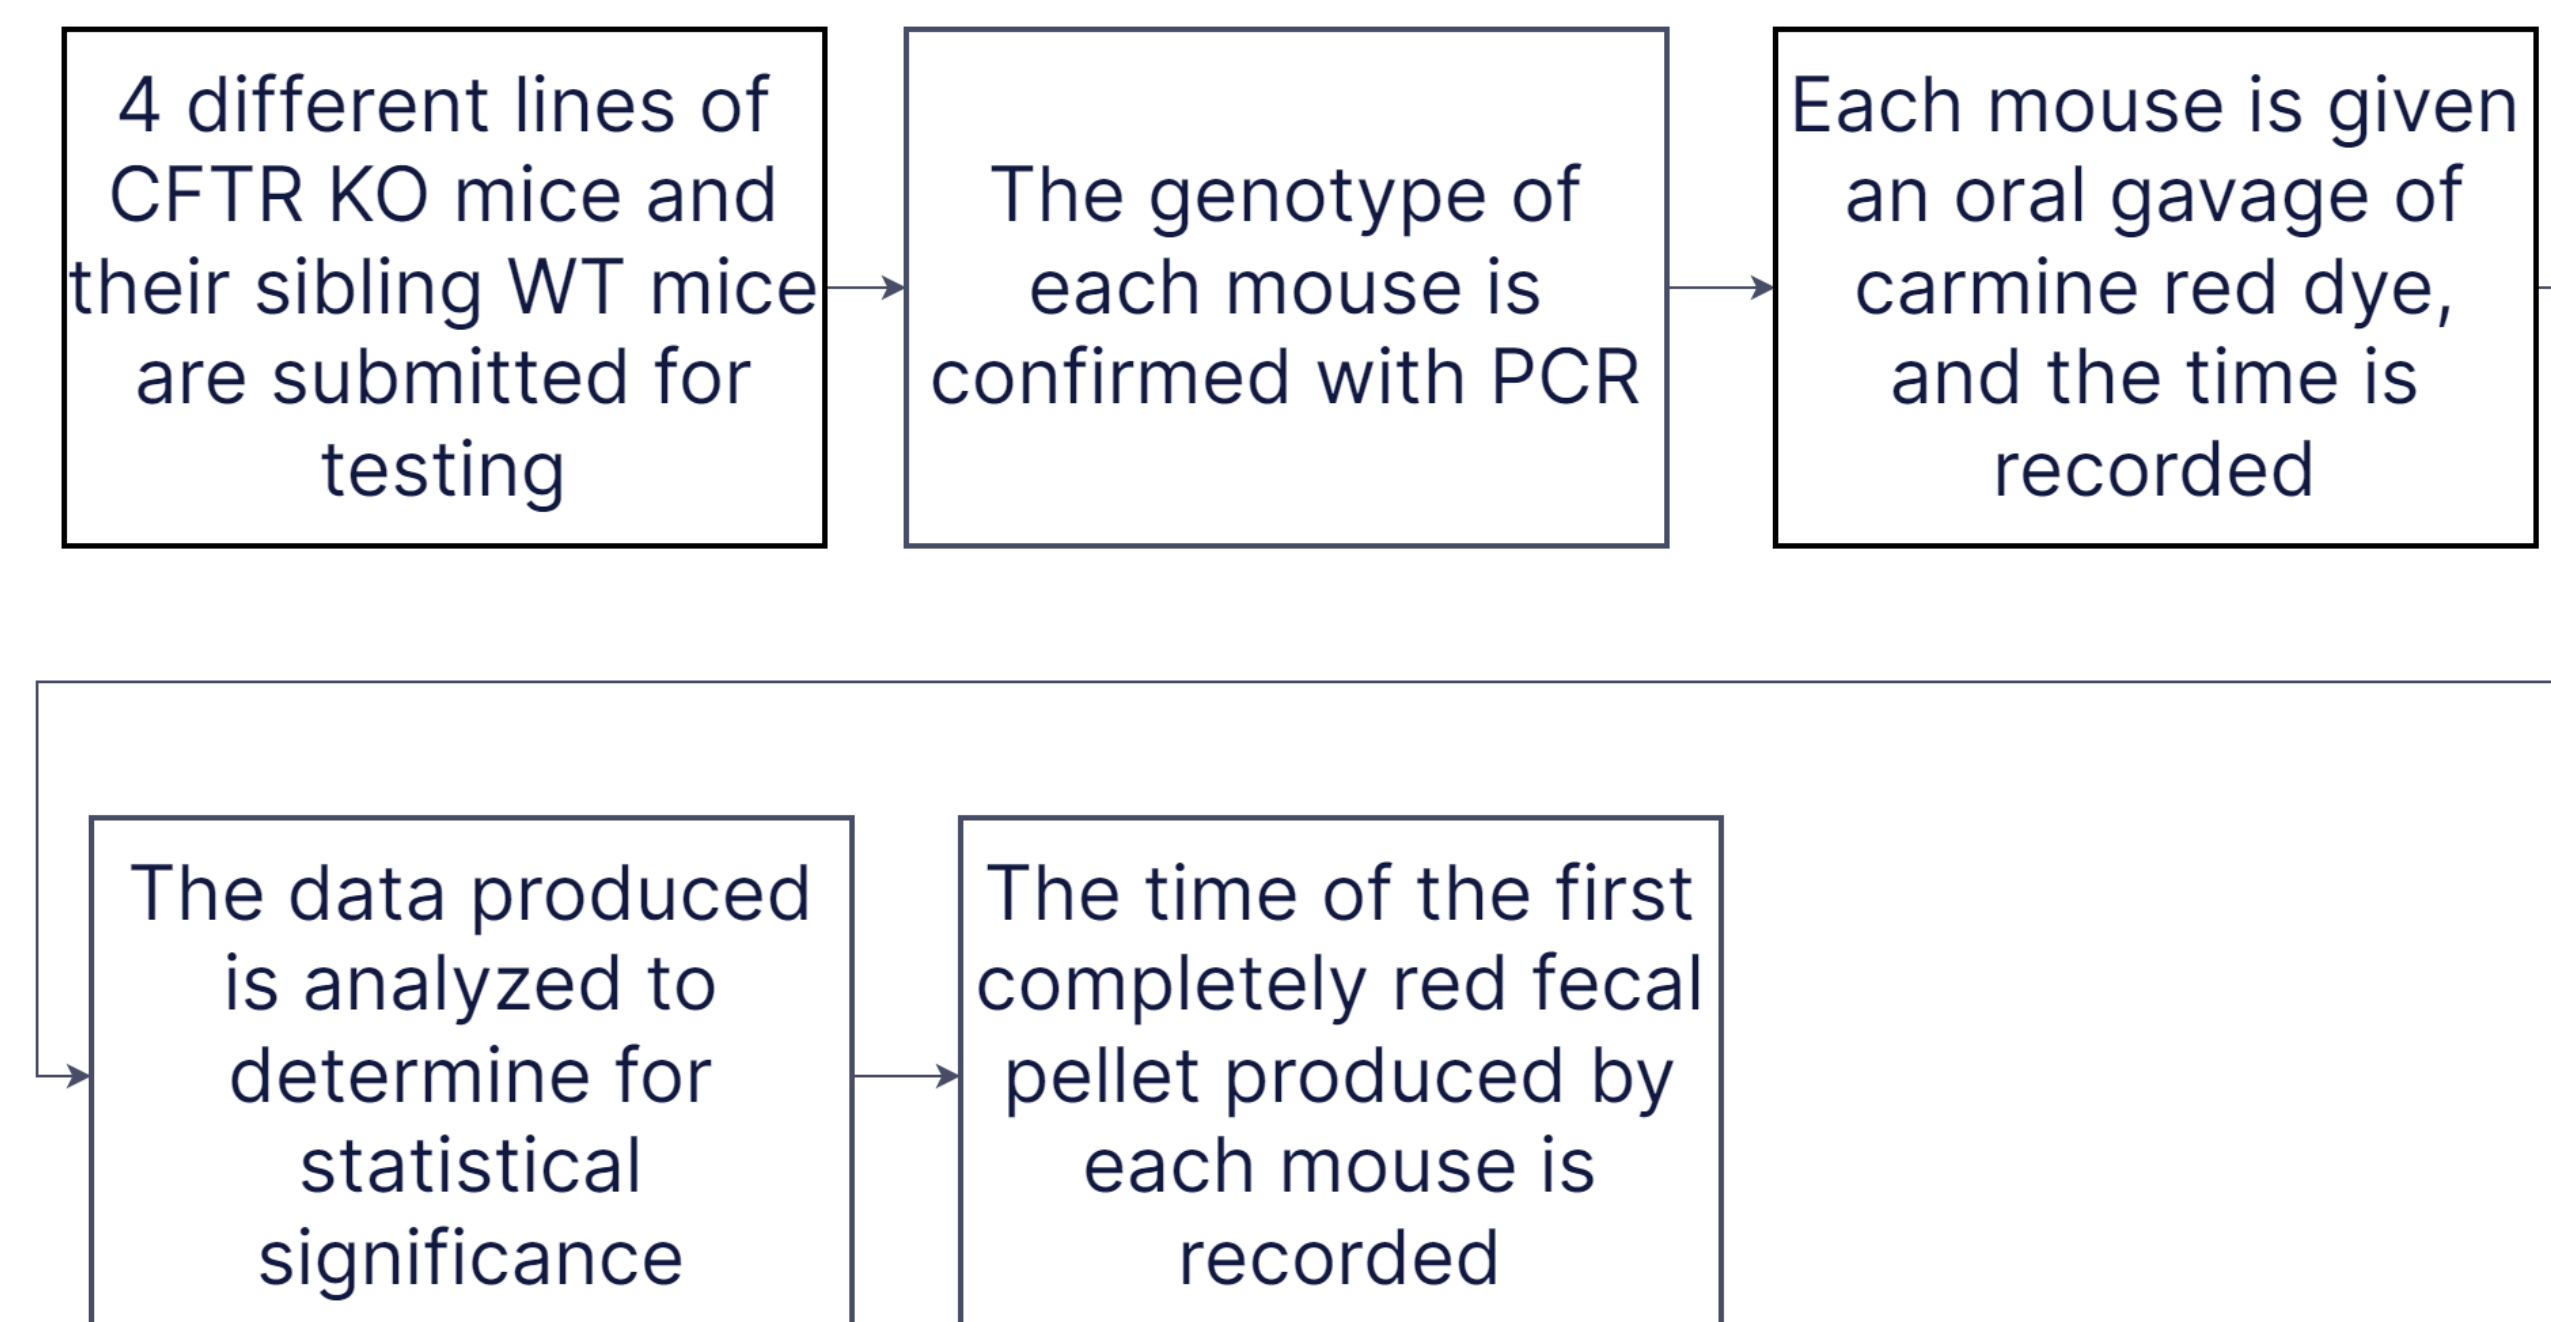 4 different lines of
CFTR KO mice and
their sibling WT mice
are submitted for
testing
The genotype of
each mouse is
confirmed with PCR
Each mouse is given
an oral gavage of
carmine red dye,
and the time is
recorded
The data produced
is analyzed to
determine for
statistical
significance
The time of the first
completely red fecal
pellet produced by
each mouse is
recorded